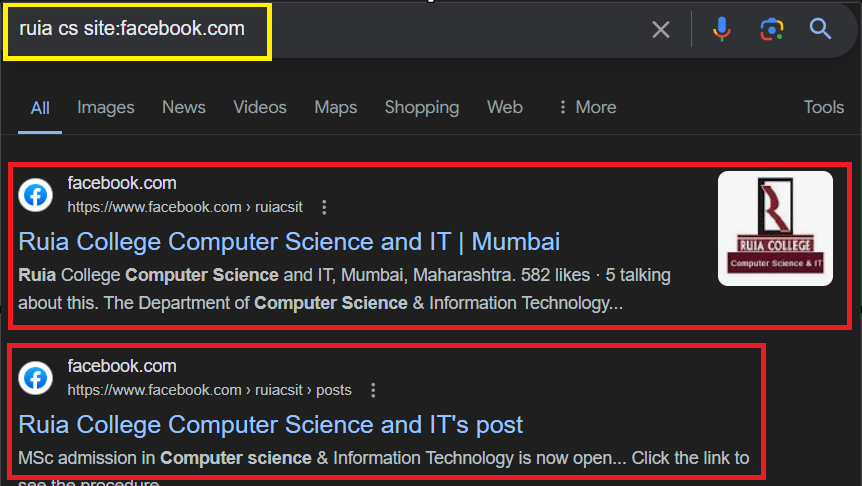 ruia cs site:facebook.com
All Images News Videos Maps Shopping Web More Tools
facebook.com
https://www.facebook.com › ruiacsit
Ruia College Computer Science and IT | Mumbai
Ruia College Computer Science and IT, Mumbai, Maharashtra. 582 likes · 5 talking
about this. The Department of Computer Science & Information Technology...
RUIA COLLEGE
Computer Science & IT
facebook.com
https://www.facebook.com › ruiacsit › posts
Ruia College Computer Science and IT's post
MSc admission in Computer science & Information Technology is now open... Click the link to
see the procedure